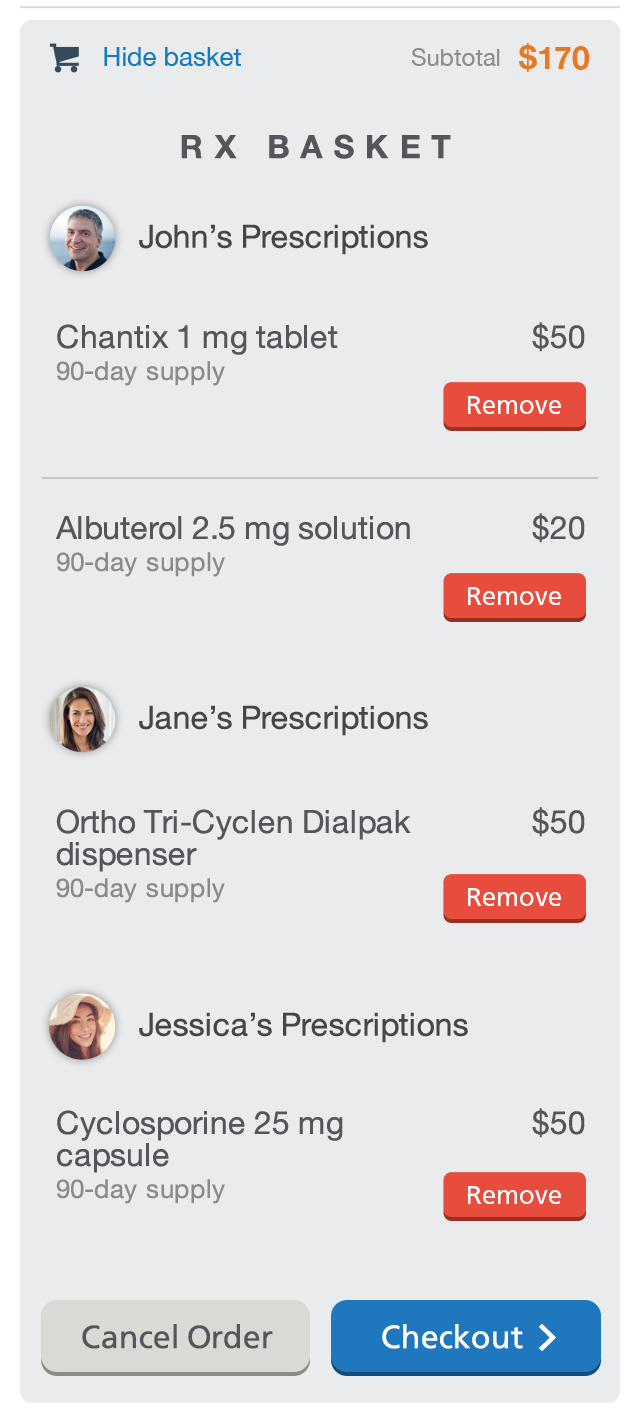 Hide basket Subtotal $170
RX BASKET
John’s Prescriptions
Chantix 1 mg tablet $50
90-day supply
Remove
Albuterol 2.5 mg solution $20
90-day supply
Remove
Jane’s Prescriptions
Ortho Tri-Cyclen Dialpak $50
dispenser
90-day supply
Remove
Jessica’s Prescriptions
Cyclosporine 25 mg $50
capsule
90-day supply
Remove
Cancel Order Checkout